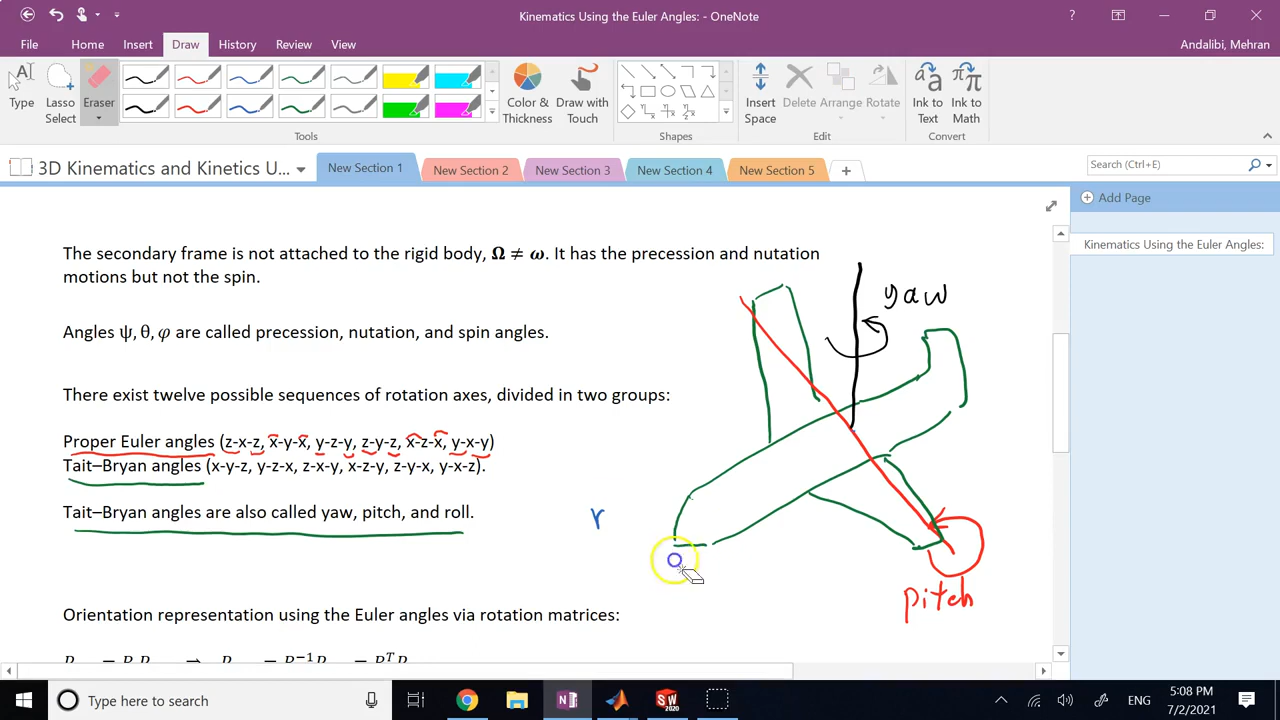 Kinematics Using the Euler Angles: - OneNote
File Home Insert Draw History Review View
Andalibi, Mehran
Type
Lasso Select
Eraser
Color & Thickness
Draw with Touch
Insert Space
Delete
Arrange
Rotate
Ink to Text
Ink to Math
Tools
Shapes
Edit
Convert
3D Kinematics and Kinetics U...
New Section 1
New Section 2
New Section 3
New Section 4
New Section 5
Search (Ctrl+E)
Add Page
Kinematics Using the Euler Angles:
The secondary frame is not attached to the rigid body, Ω ≠ ω. It has the precession and nutation
motions but not the spin.
yaw
Angles ψ, θ, φ are called precession, nutation, and spin angles.
There exist twelve possible sequences of rotation axes, divided in two groups:
Proper Euler angles (z-x-z, x-y-x, y-z-y, z-y-z, x-z-x, y-x-y)
Tait–Bryan angles (x-y-z, y-z-x, z-x-y, x-z-y, z-y-x, y-x-z).
Tait–Bryan angles are also called yaw, pitch, and roll.
r
pitch
Orientation representation using the Euler angles via rotation matrices:
Type here to search
ENG
5:08 PM
7/2/2021